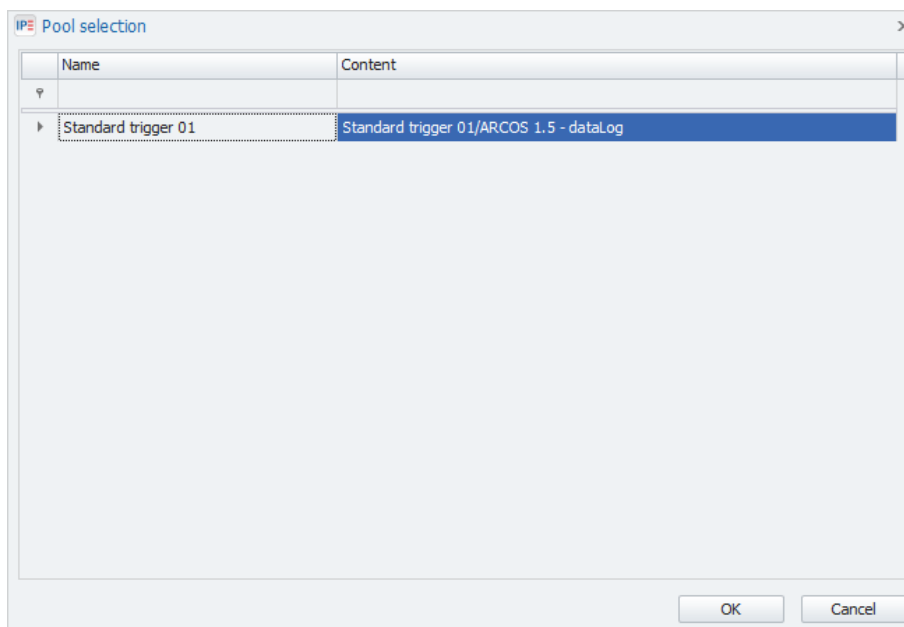 IPE Pool selection
Name Content
Standard trigger 01 Standard trigger 01/ARCOS 1.5 - dataLog
OK Cancel